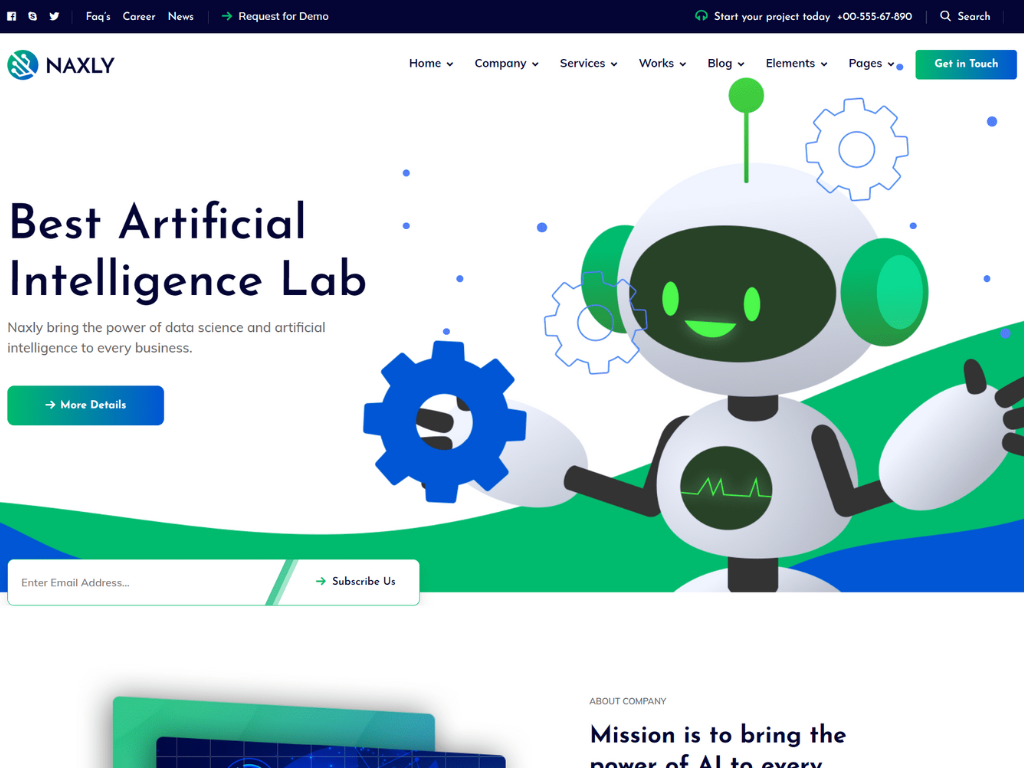 Faq's Career News Request for Demo Start your project today +00-555-67-890 Search
NAXLY Home Company Services Works Blog Elements Pages Get in Touch
Best Artificial
Intelligence Lab
Naxly bring the power of data science and artificial
intelligence to every business.
More Details
Enter Email Address... Subscribe Us
ABOUT COMPANY
Mission is to bring the
power of AI to every